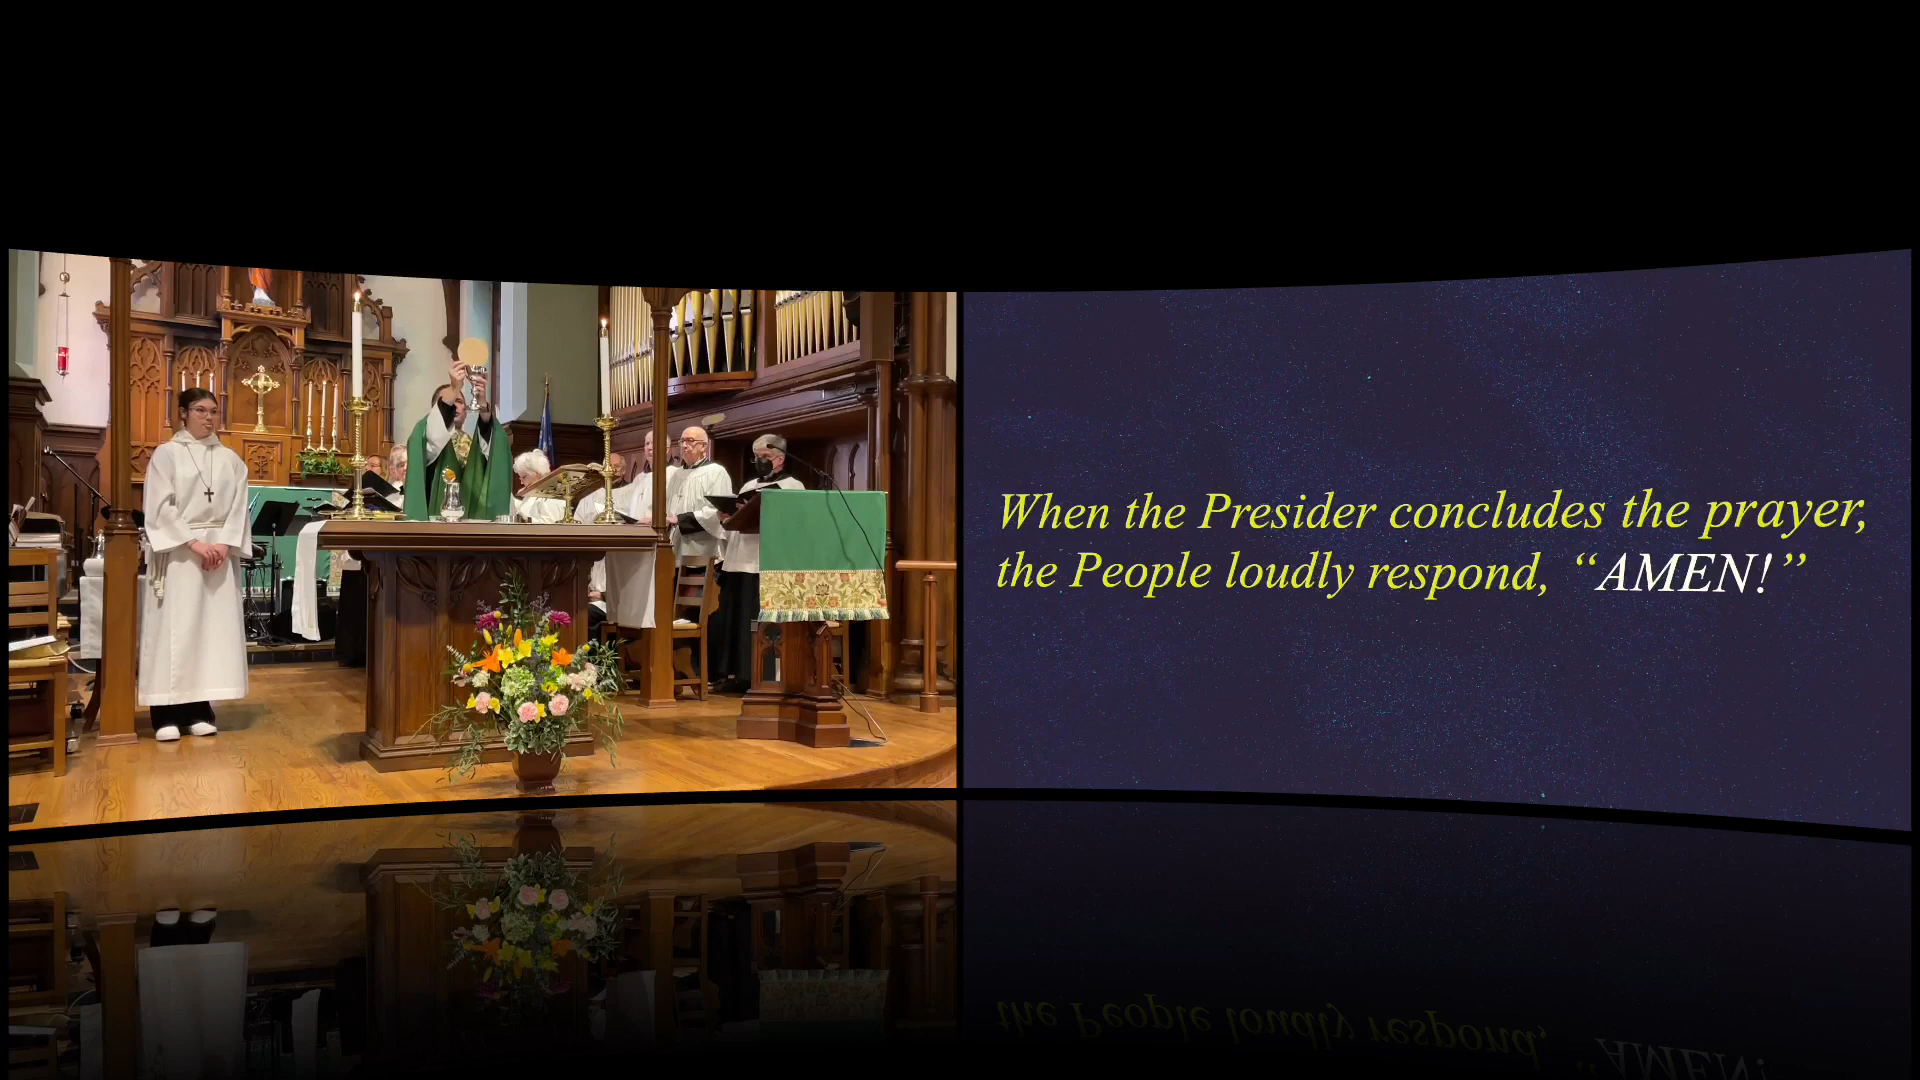 When the Presider concludes the prayer,
the People loudly respond, “AMEN!”